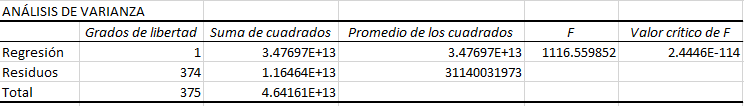 ANÁLISIS DE VARIANZA
Grados de libertad Suma de cuadrados Promedio de los cuadrados F Valor crítico de F
Regresión 1 3.47697E+13 3.47697E+13 1116.559852 2.4446E-114
Residuos 374 1.16464E+13 31140031973
Total 375 4.64161E+13